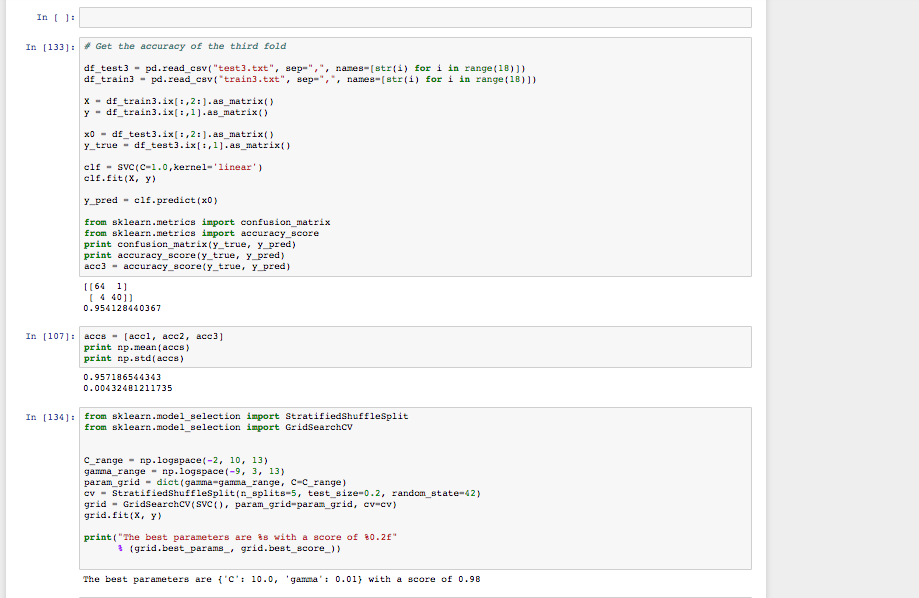 In [ ]:
In [133]: # Get the accuracy of the third fold
df_test3 = pd.read_csv("test3.txt", sep=",", names=[str(i) for i in range(18)])
df_train3 = pd.read_csv("train3.txt", sep=",", names=[str(i) for i in range(18)])
X = df_train3.ix[:,2:].as_matrix()
y = df_train3.ix[:,1].as_matrix()
x0 = df_test3.ix[:,2:].as_matrix()
y_true = df_test3.ix[:,1].as_matrix()
clf = SVC(C=1.0,kernel='linear')
clf.fit(X, y)
y_pred = clf.predict(x0)
from sklearn.metrics import confusion_matrix
from sklearn.metrics import accuracy_score
print confusion_matrix(y_true, y_pred)
print accuracy_score(y_true, y_pred)
acc3 = accuracy_score(y_true, y_pred)
[[64  1]
 [ 4 40]]
0.954128440367
In [107]: accs = [acc1, acc2, acc3]
print np.mean(accs)
print np.std(accs)
0.957186544343
0.00432481211735
In [134]: from sklearn.model_selection import StratifiedShuffleSplit
from sklearn.model_selection import GridSearchCV
C_range = np.logspace(-2, 10, 13)
gamma_range = np.logspace(-9, 3, 13)
param_grid = dict(gamma=gamma_range, C=C_range)
cv = StratifiedShuffleSplit(n_splits=5, test_size=0.2, random_state=42)
grid = GridSearchCV(SVC(), param_grid=param_grid, cv=cv)
grid.fit(X, y)
print("The best parameters are %s with a score of %0.2f"
      % (grid.best_params_, grid.best_score_))
The best parameters are {'C': 10.0, 'gamma': 0.01} with a score of 0.98